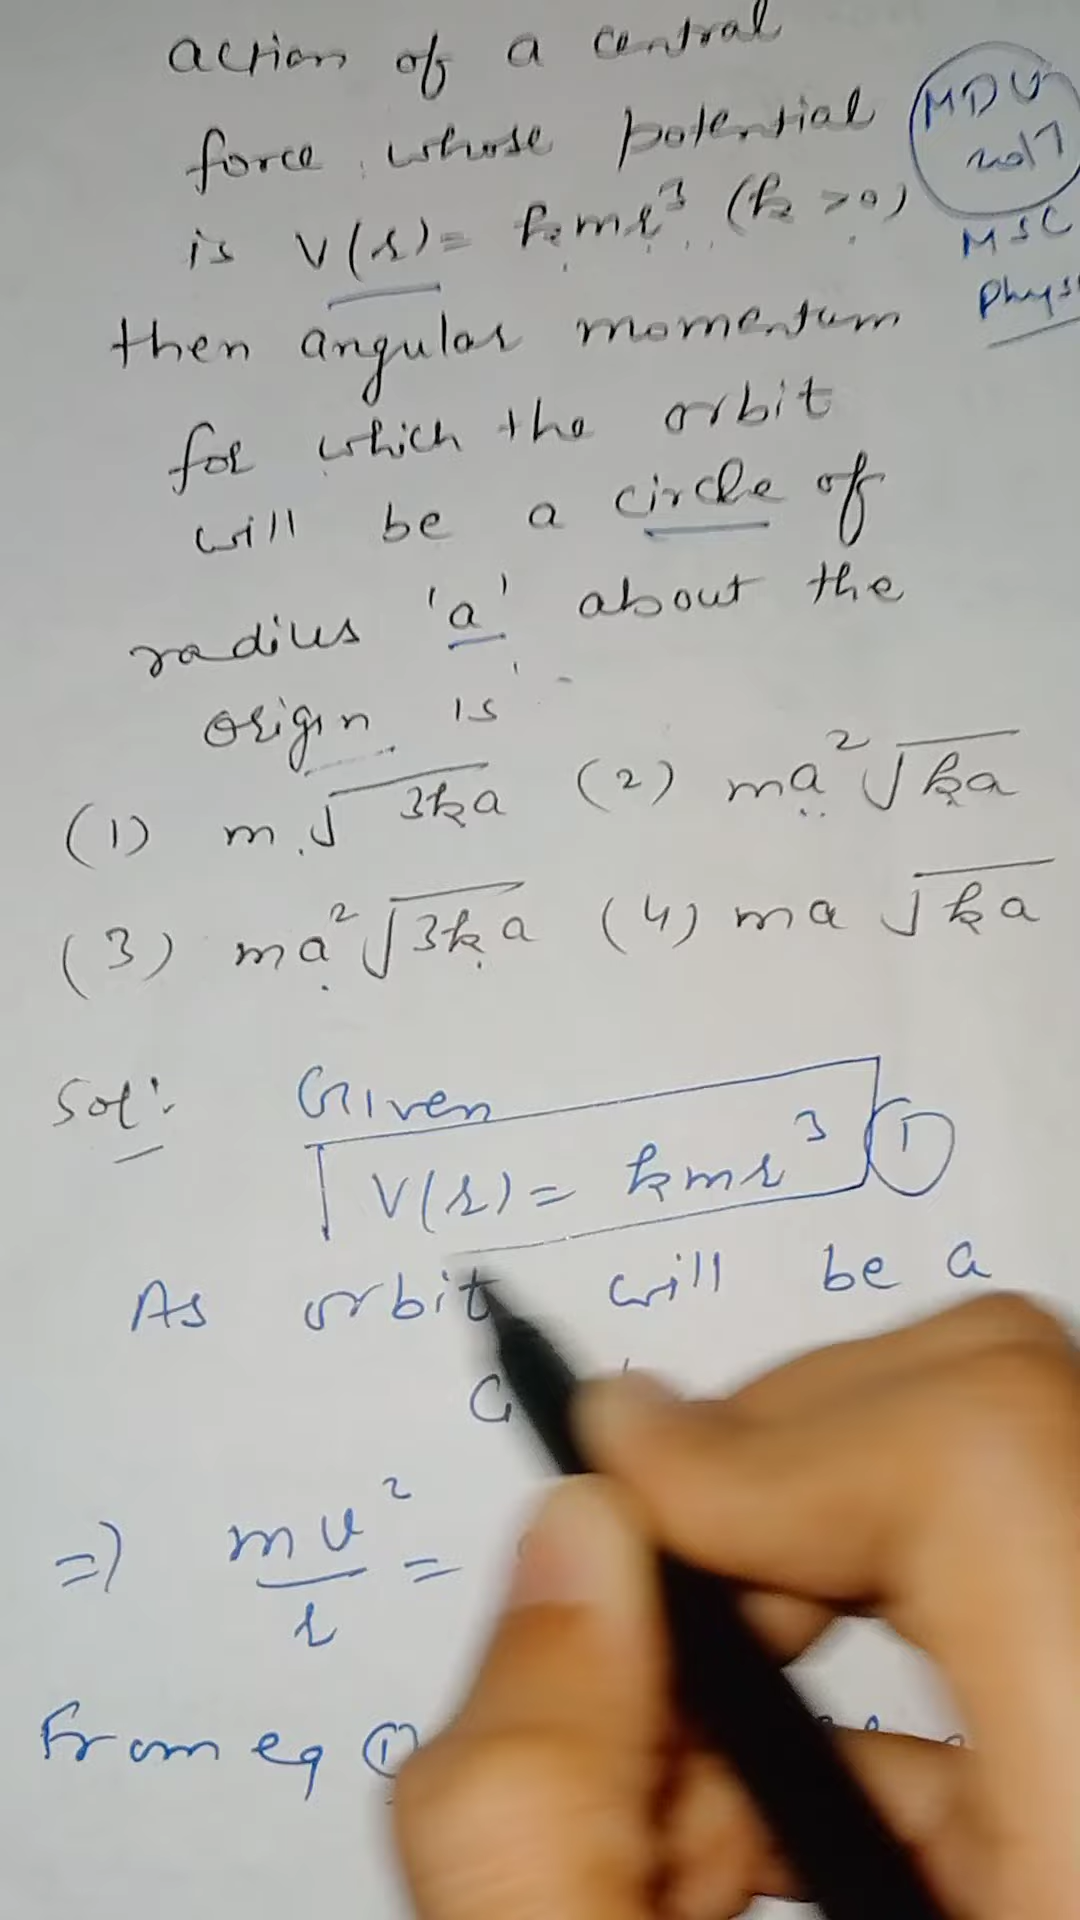 action of a central
force whose potential
is V(r) = kmr³ (k > 0)
MDU
2017
MSC
Phys
then angular momentum
for which the orbit
will be a circle of
radius 'a' about the
origin is
(1) m√3ka (2) ma²√ka
(3) ma²√3ka (4) ma√ka
Sol:
Given
V(r) = kmr³ ①
As orbit will be a
=> mv²/r =
From eq ①